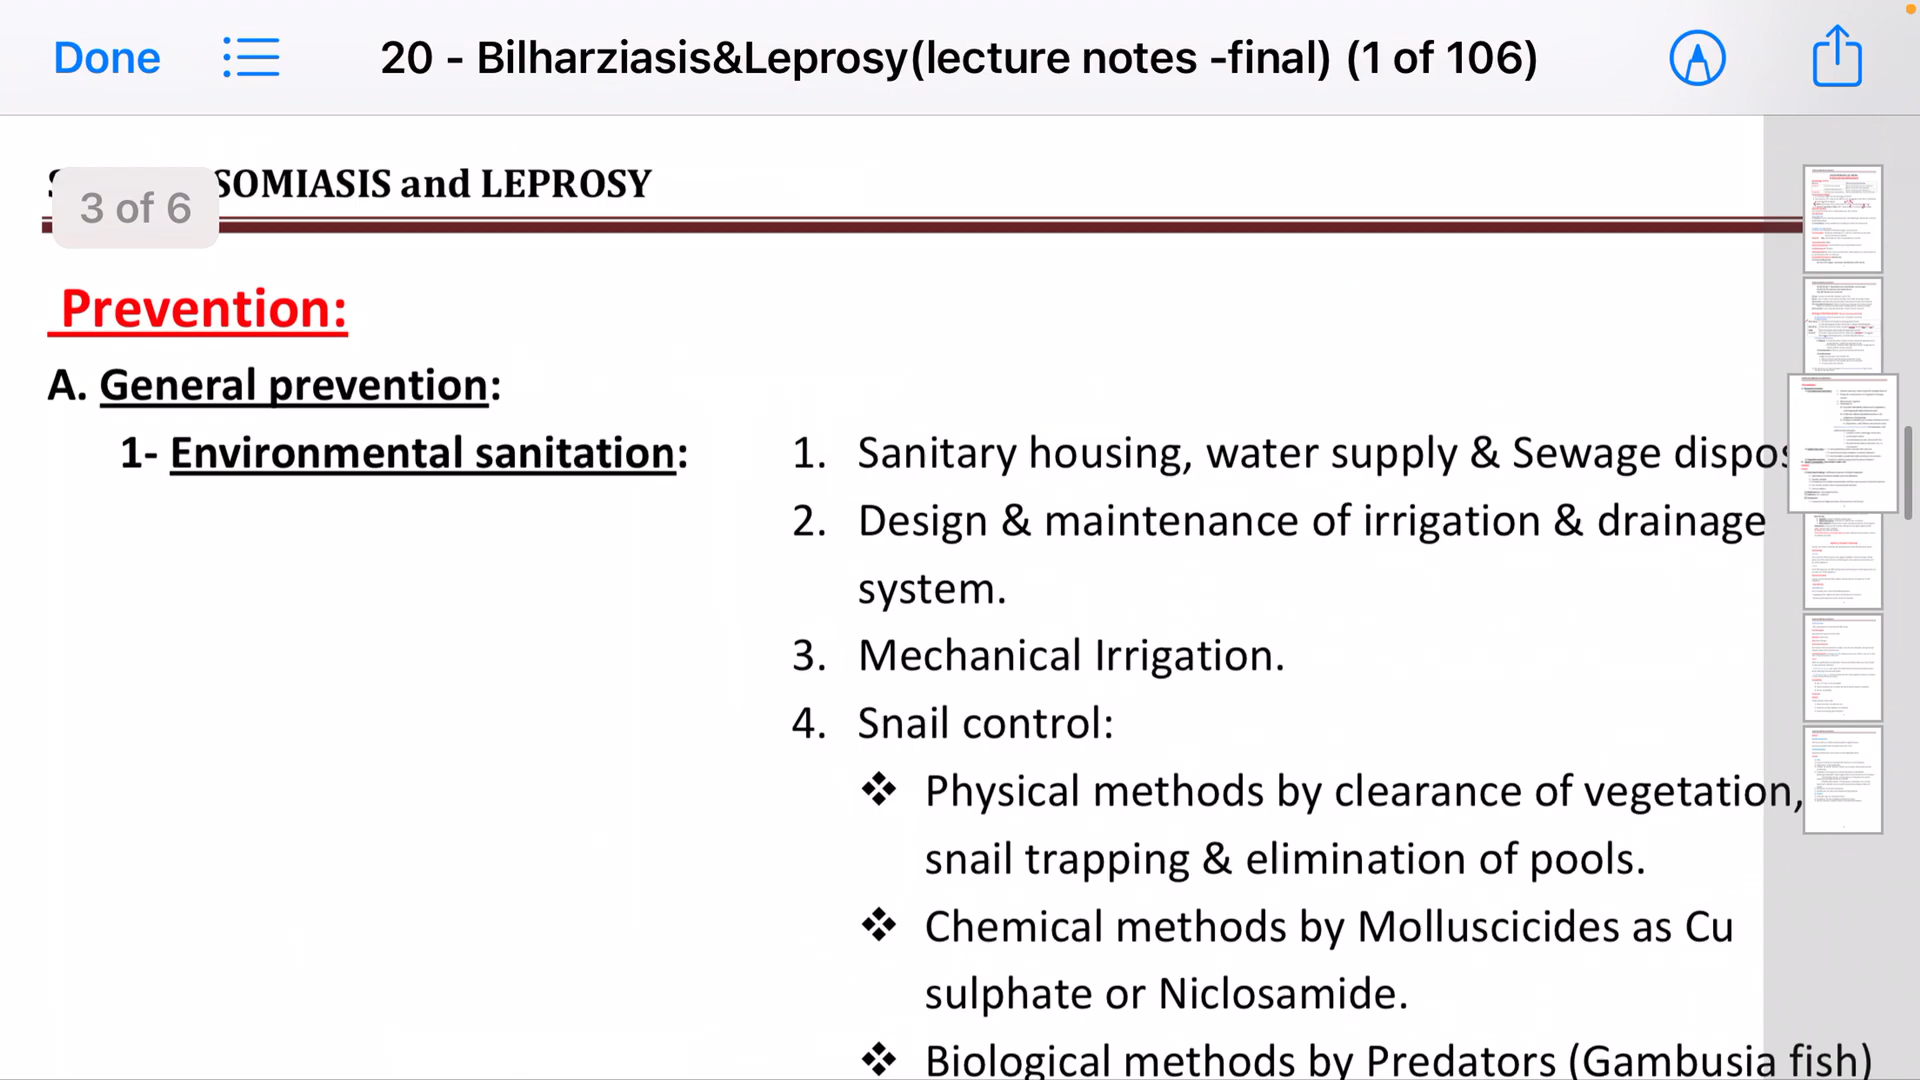 Done
20 - Bilharziasis&Leprosy(lecture notes -final) (1 of 106)
SOMIASIS and LEPROSY
3 of 6
Prevention:
A. General prevention:
1- Environmental sanitation:
1. Sanitary housing, water supply & Sewage dispos
2. Design & maintenance of irrigation & drainage
system.
3. Mechanical Irrigation.
4. Snail control:
❖ Physical methods by clearance of vegetation,
snail trapping & elimination of pools.
❖ Chemical methods by Molluscicides as Cu
sulphate or Niclosamide.
❖ Biological methods by Predators (Gambusia fish)